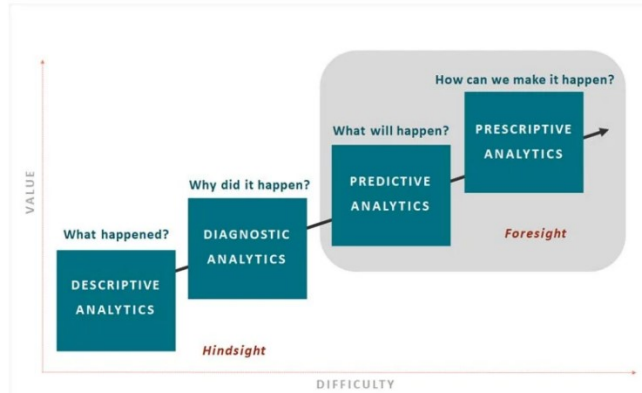 How can we make it happen?
PRESCRIPTIVE
ANALYTICS
What will happen?
PREDICTIVE
ANALYTICS
Foresight
Why did it happen?
DIAGNOSTIC
ANALYTICS
What happened?
DESCRIPTIVE
ANALYTICS
Hindsight
VALUE
DIFFICULTY